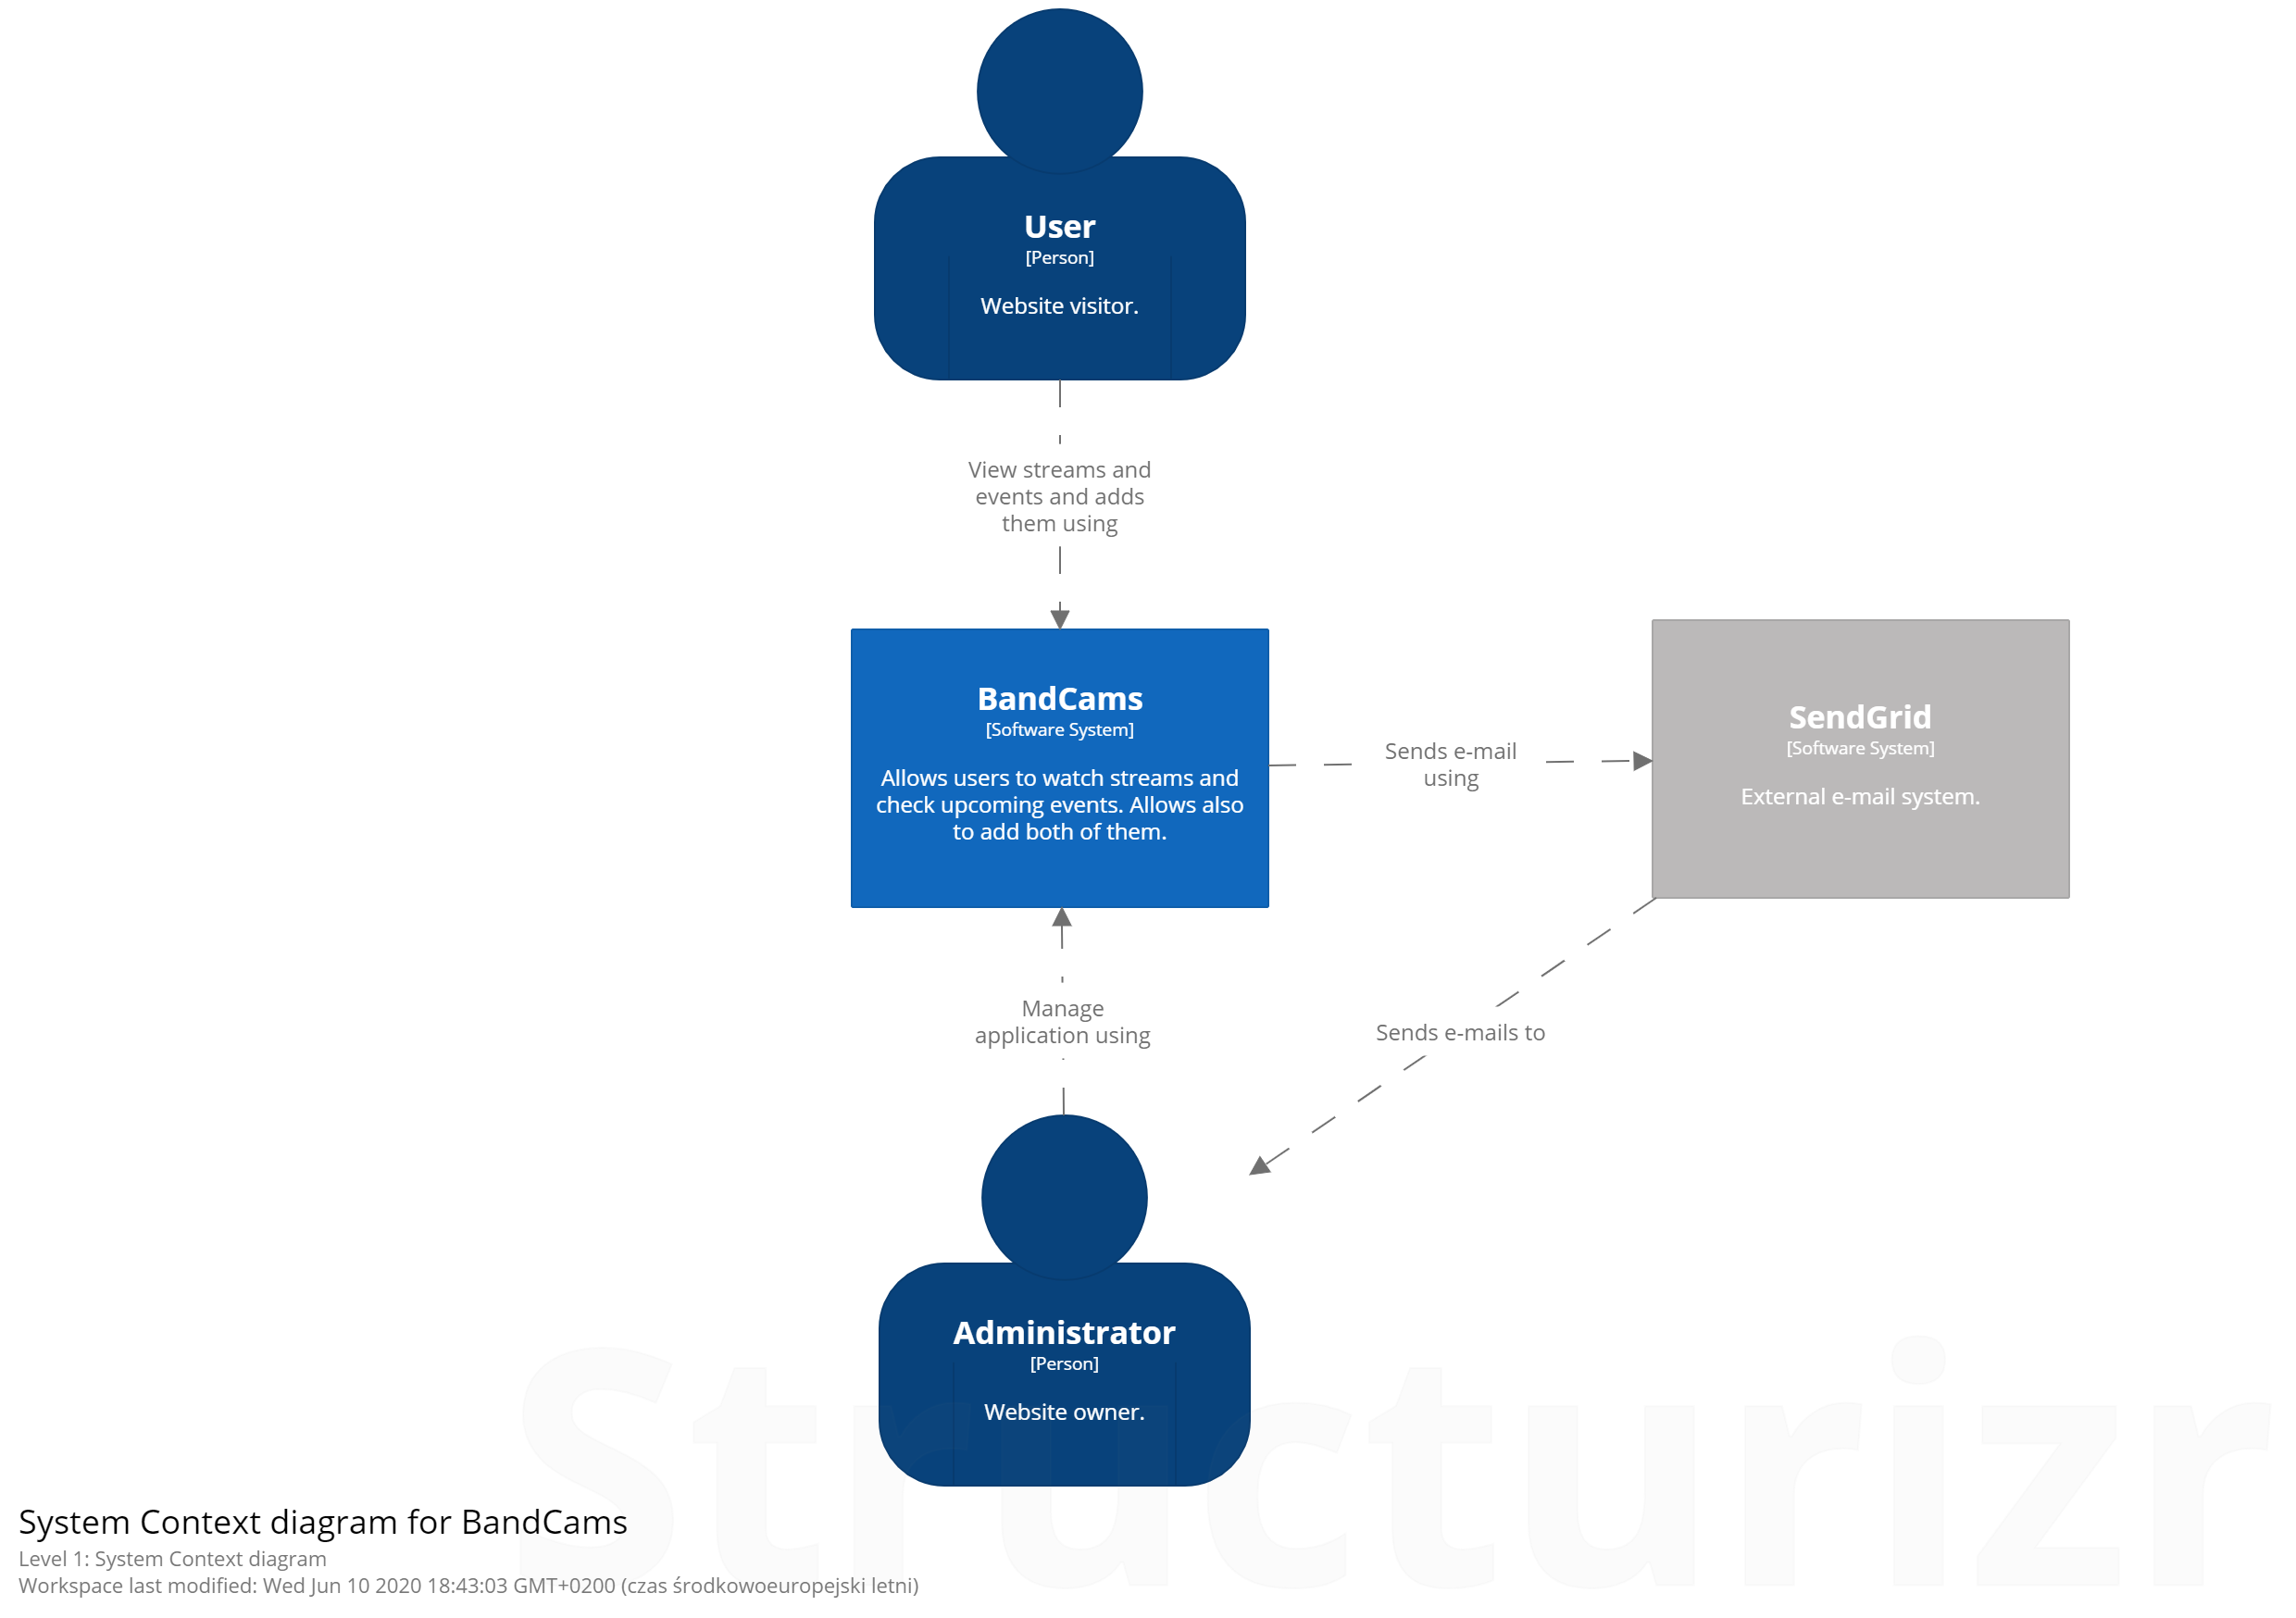 User
[Person]
Website visitor.
View streams and
events and adds
them using
BandCams
[Software System]
Allows users to watch streams and
check upcoming events. Allows also
to add both of them.
Sends e-mail
using
SendGrid
[Software System]
External e-mail system.
Manage
application using
Sends e-mails to
Administrator
[Person]
Website owner.
Structurizr
System Context diagram for BandCams
Level 1: System Context diagram
Workspace last modified: Wed Jun 10 2020 18:43:03 GMT+0200 (czas środkowoeuropejski letni)